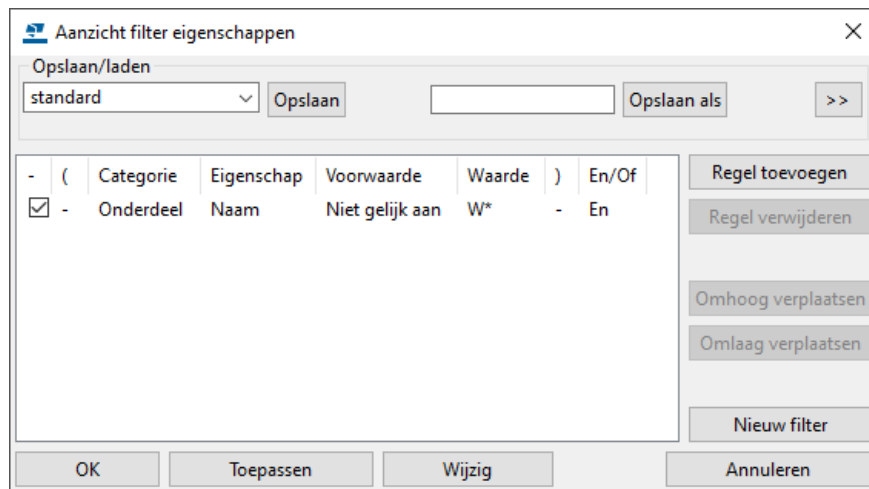 Aanzicht filter eigenschappen
Opslaan/laden
standard Opslaan Opslaan als >>
- ( Categorie Eigenschap Voorwaarde Waarde ) En/Of
- Onderdeel Naam Niet gelijk aan W* - En
Regel toevoegen
Regel verwijderen
Omhoog verplaatsen
Omlaag verplaatsen
Nieuw filter
OK Toepassen Wijzig Annuleren